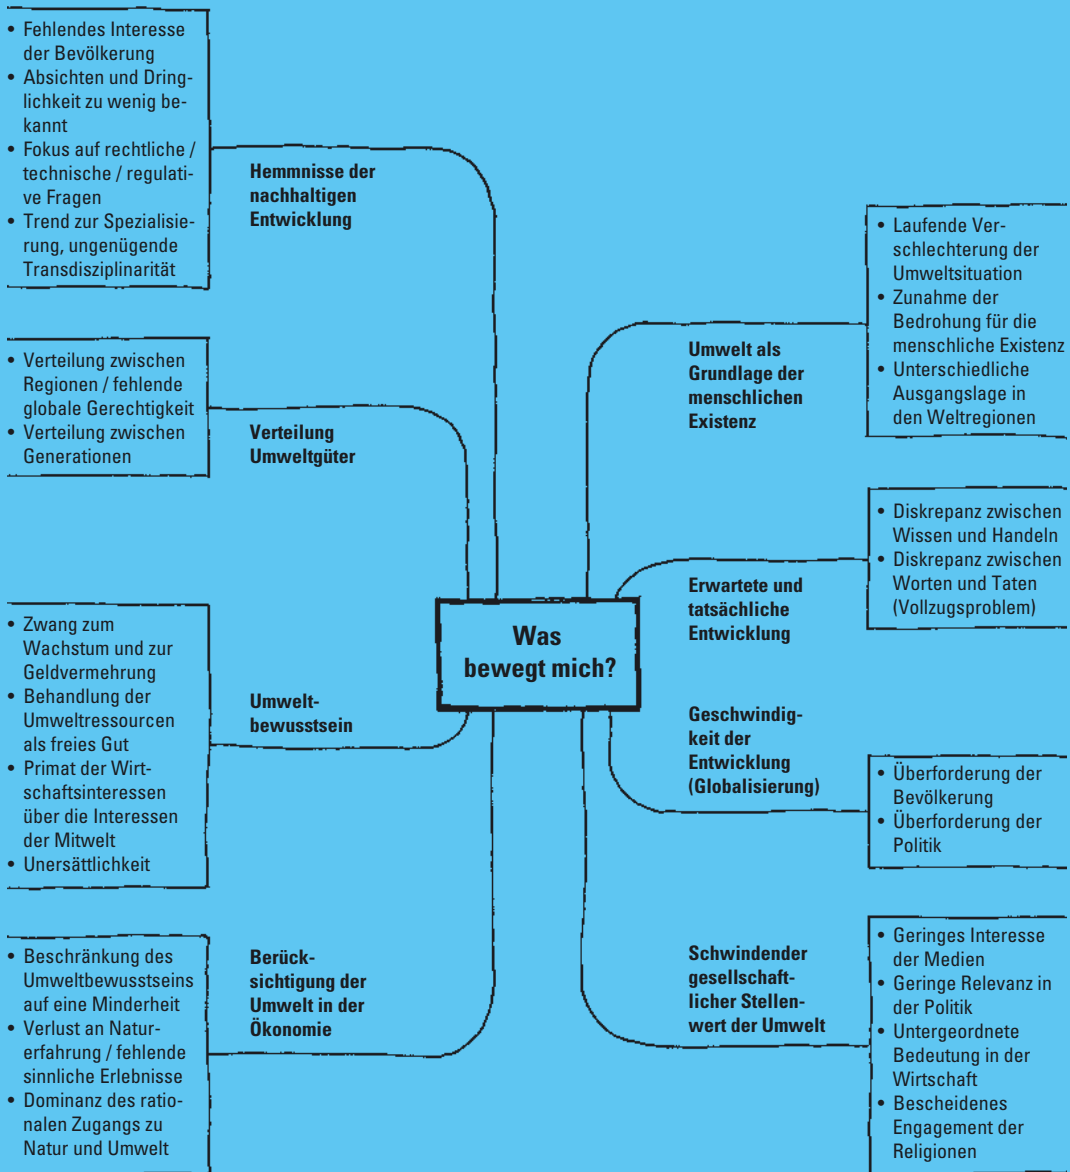 • Fehlendes Interesse
der Bevölkerung
• Absichten und Dring-
lichkeit zu wenig be-
kannt
• Fokus auf rechtliche /
technische / regulati-
ve Fragen
• Trend zur Spezialisie-
rung, ungenügende
Transdisziplinarität
Hemmnisse der
nachhaltigen
Entwicklung
• Verteilung zwischen
Regionen / fehlende
globale Gerechtigkeit
• Verteilung zwischen
Generationen
Verteilung
Umweltgüter
• Zwang zum
Wachstum und zur
Geldvermehrung
• Behandlung der
Umweltressourcen
als freies Gut
• Primat der Wirt-
schaftsinteressen
über die Interessen
der Mitwelt
• Unersättlichkeit
Umwelt-
bewusstsein
• Beschränkung des
Umweltbewusstseins
auf eine Minderheit
• Verlust an Natur-
erfahrung / fehlende
sinnliche Erlebnisse
• Dominanz des ratio-
nalen Zugangs zu
Natur und Umwelt
Berück-
sichtigung der
Umwelt in der
Ökonomie
Was
bewegt mich?
Umwelt als
Grundlage der
menschlichen
Existenz
• Laufende Ver-
schlechterung der
Umweltsituation
• Zunahme der
Bedrohung für die
menschliche Existenz
• Unterschiedliche
Ausgangslage in
den Weltregionen
Erwartete und
tatsächliche
Entwicklung
• Diskrepanz zwischen
Wissen und Handeln
• Diskrepanz zwischen
Worten und Taten
(Vollzugsproblem)
Geschwindig-
keit der
Entwicklung
(Globalisierung)
• Überforderung der
Bevölkerung
• Überforderung der
Politik
Schwindender
gesellschaft-
licher Stellen-
wert der Umwelt
• Geringes Interesse
der Medien
• Geringe Relevanz in
der Politik
• Untergeordnete
Bedeutung in der
Wirtschaft
• Bescheidenes
Engagement der
Religionen